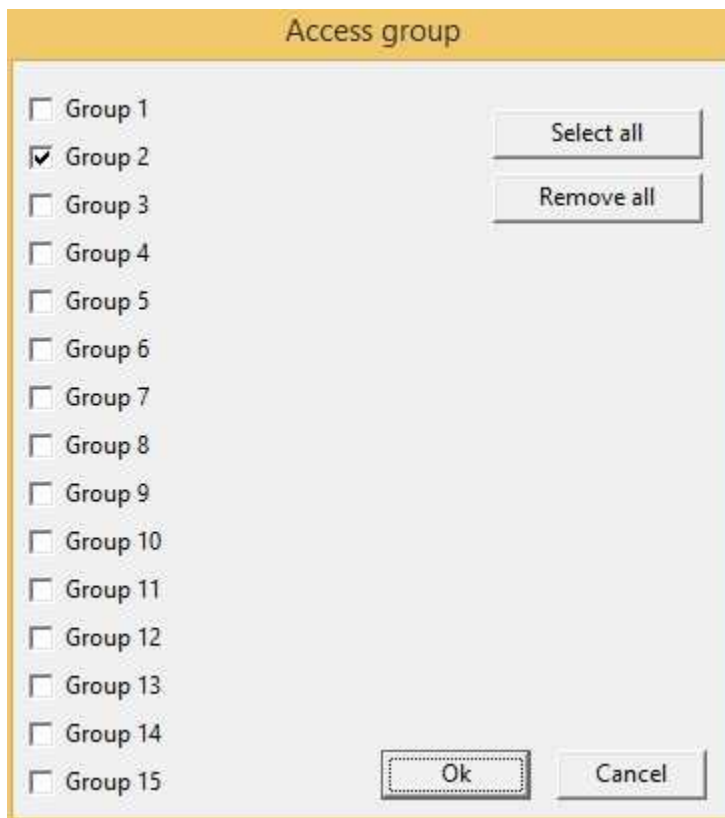 Access group
Group 1
Group 2
Group 3
Group 4
Group 5
Group 6
Group 7
Group 8
Group 9
Group 10
Group 11
Group 12
Group 13
Group 14
Group 15
Select all
Remove all
Ok
Cancel